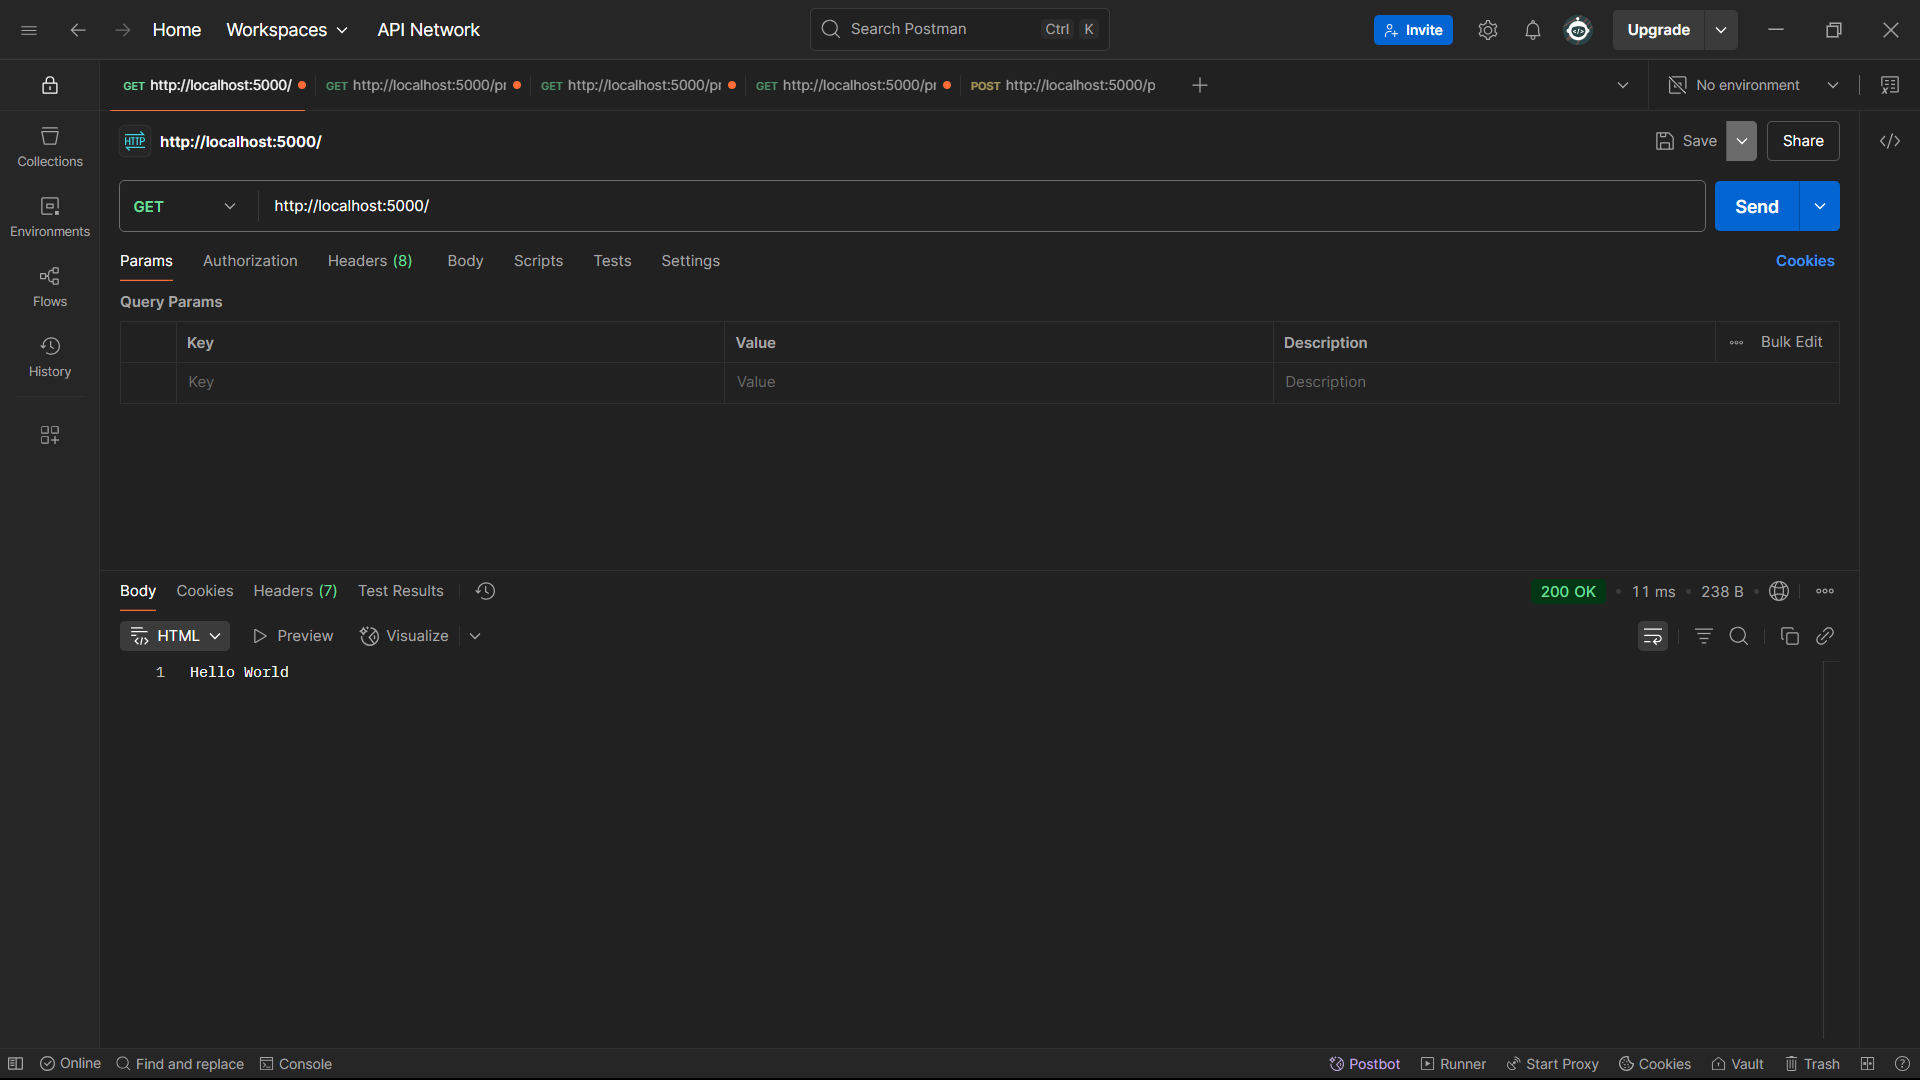 Home Workspaces API Network Search Postman Ctrl K Invite Upgrade
GET http://localhost:5000/ GET http://localhost:5000/pr GET http://localhost:5000/pr GET http://localhost:5000/pr POST http://localhost:5000/p No environment
HTTP http://localhost:5000/ Save Share
Collections
GET http://localhost:5000/ Send
Environments
Params Authorization Headers (8) Body Scripts Tests Settings Cookies
Flows
Query Params
Key Value Description Bulk Edit
Key Value Description
History
Body Cookies Headers (7) Test Results 200 OK 11 ms 238 B
HTML Preview Visualize
1 Hello World
Online Find and replace Console Postbot Runner Start Proxy Cookies Vault Trash